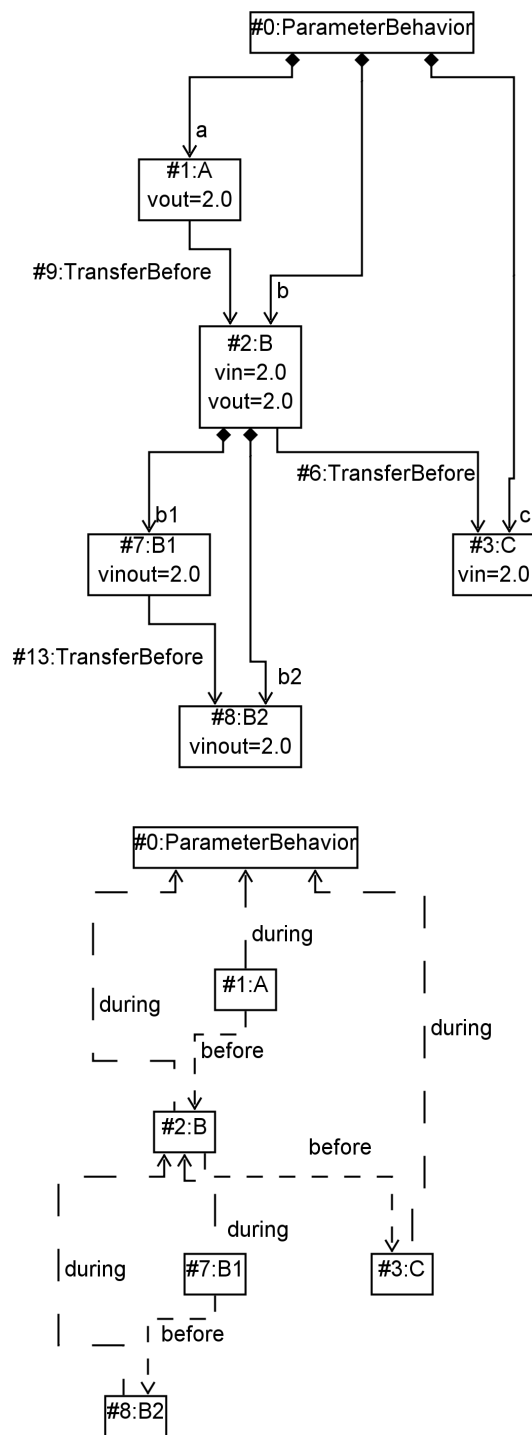 #0:ParameterBehavior
a
#1:A
vout=2.0
#9:TransferBefore
b
#2:B
vin=2.0
vout=2.0
#6:TransferBefore
b1
c
#7:B1
vinout=2.0
#3:C
vin=2.0
#13:TransferBefore
b2
#8:B2
vinout=2.0
#0:ParameterBehavior
during
#1:A
during
during
before
#2:B
before
during
during
#7:B1
#3:C
before
#8:B2